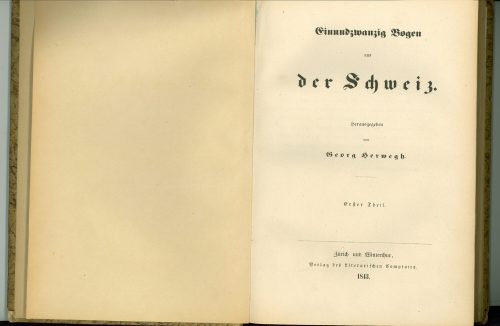 Einundzwanzig Bogen
aus
der Schweiz.
Herausgegeben
von
Georg Herwegh.
Erster Theil.
Zürich und Winterthur,
Verlag des Literarischen Comptoirs.
1843.